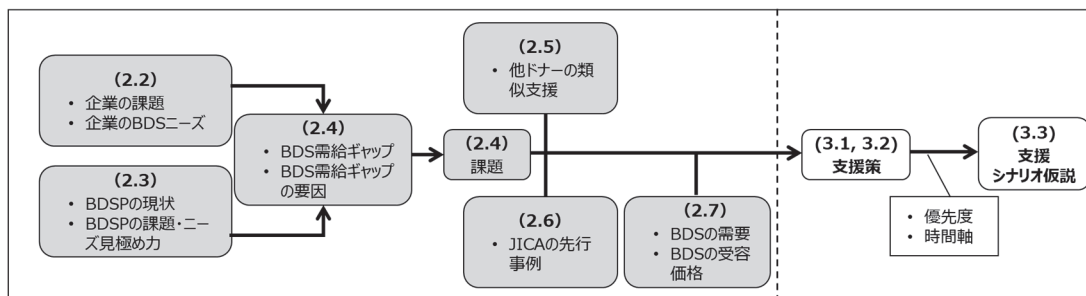 (2.2)
• 企業の課題
• 企業のBDSニーズ
(2.3)
• BDSPの現状
• BDSPの課題・ニー
ズ見極め力
(2.4)
• BDS需給ギャップ
• BDS需給ギャップ
の要因
(2.4)
課題
(2.5)
• 他ドナーの類
似支援
(2.6)
• JICAの先行
事例
(2.7)
• BDSの需要
• BDSの受容
価格
(3.1, 3.2)
支援策
• 優先度
• 時間軸
(3.3)
支援
シナリオ仮説